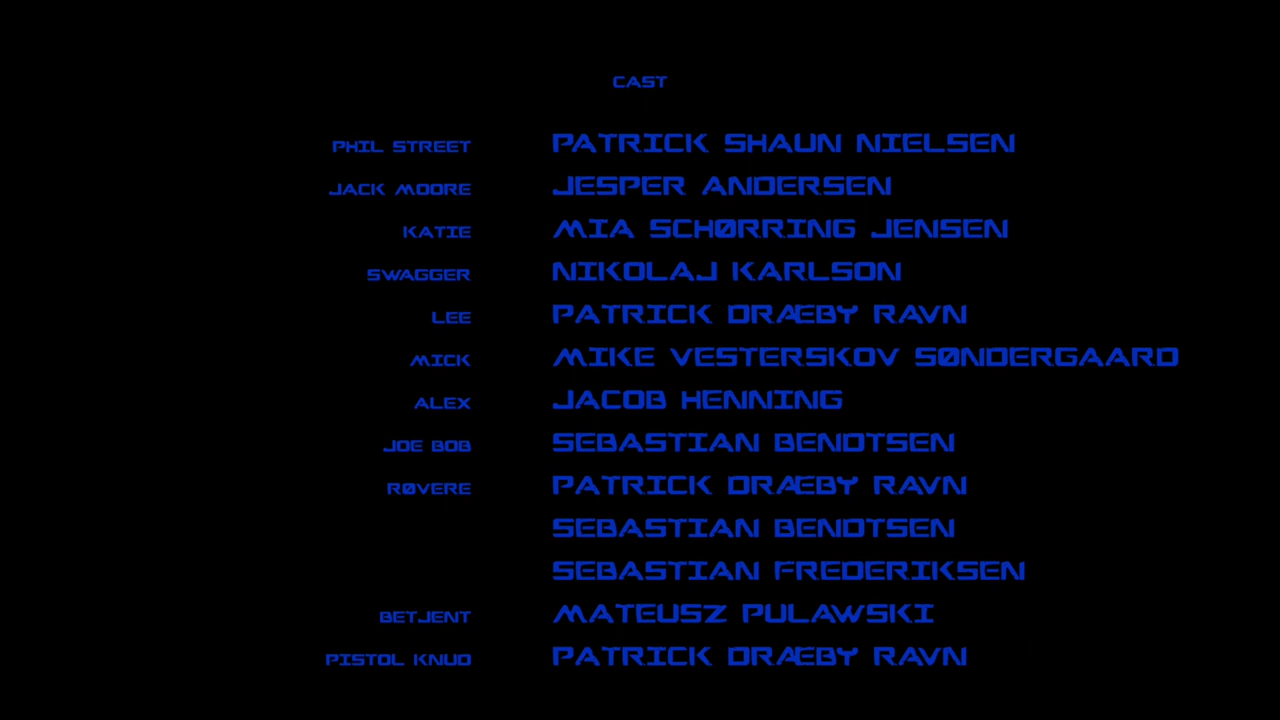 CAST
PHIL STREET PATRICK SHAUN NIELSEN
JACK MOORE JESPER ANDERSEN
KATIE MIA SCHØRRING JENSEN
SWAGGER NIKOLAJ KARLSON
LEE PATRICK DRÆBY RAVN
MICK MIKE VESTERSKOV SØNDERGAARD
ALEX JACOB HENNING
JOE BOB SEBASTIAN BENDTSEN
RØVERE PATRICK DRÆBY RAVN
SEBASTIAN BENDTSEN
SEBASTIAN FREDERIKSEN
BETJENT MATEUSZ PULAWSKI
PISTOL KNUD PATRICK DRÆBY RAVN